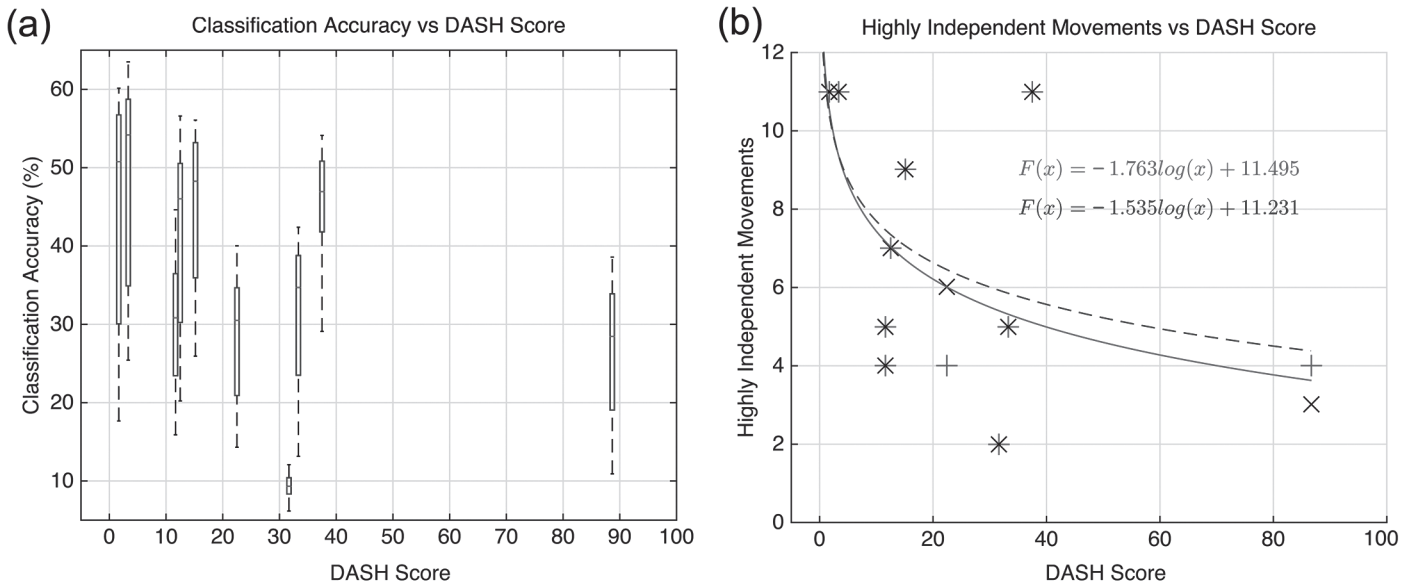 (a)
Classification Accuracy vs DASH Score
Classification Accuracy (%)
60
50
40
30
20
10
0 10 20 30 40 50 60 70 80 90 100
DASH Score
(b)
Highly Independent Movements vs DASH Score
Highly Independent Movements
12
10
8
6
4
2
0
F(x) = −1.763log(x) + 11.495
F(x) = −1.535log(x) + 11.231
0 20 40 60 80 100
DASH Score